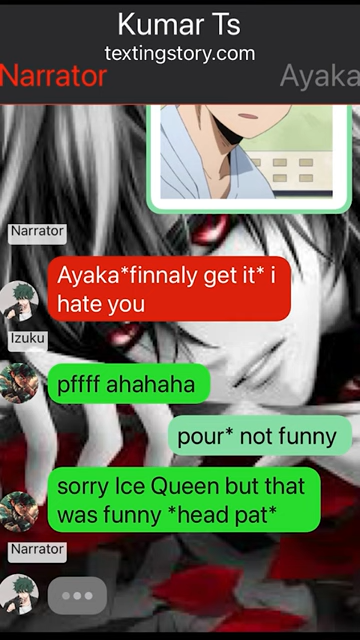 Kumar Ts
textingstory.com
Narrator
Ayaka
Narrator
Ayaka*finnaly get it* i
hate you
Izuku
pffff ahahaha
pour* not funny
sorry Ice Queen but that
was funny *head pat*
Narrator